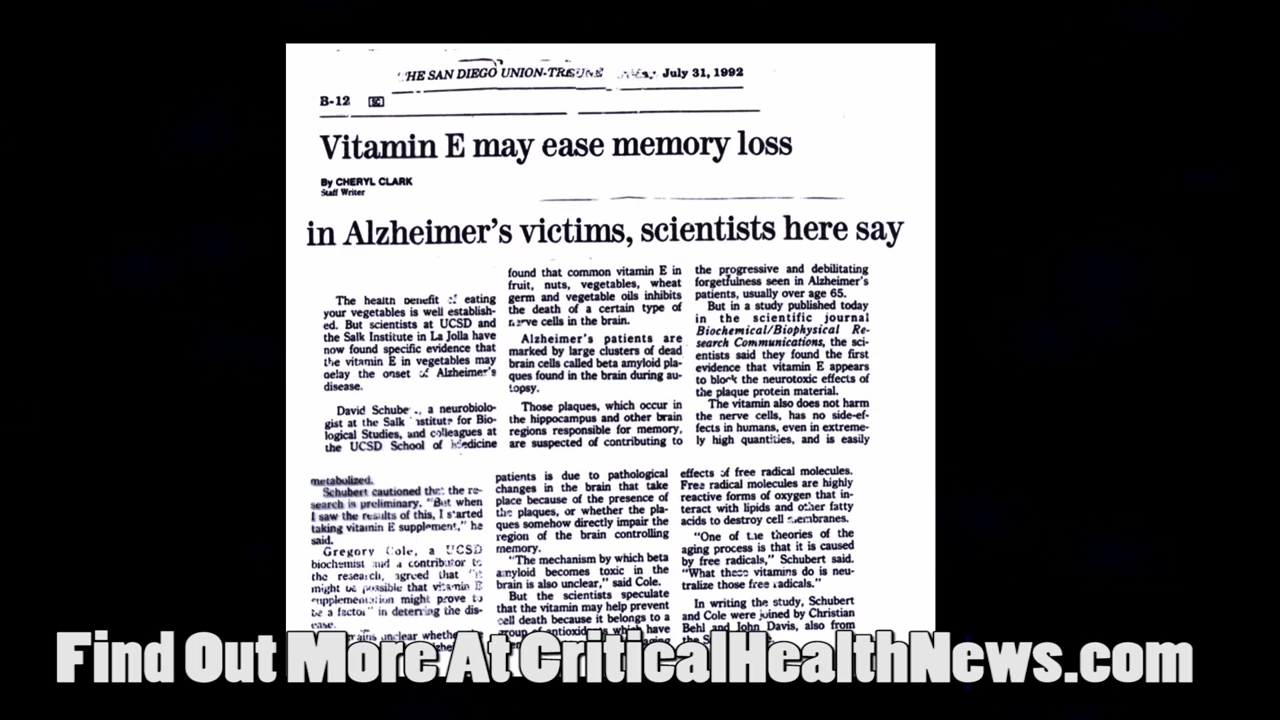 THE SAN DIEGO UNION-TRIBUNE July 31, 1992
B-12
Vitamin E may ease memory loss
By CHERYL CLARK
Staff Writer
in Alzheimer's victims, scientists here say
The health benefit of eating
your vegetables is well establish-
ed. But scientists at UCSD and
the Salk Institute in La Jolla have
now found specific evidence that
the vitamin E in vegetables may
delay the onset of Alzheimer's
disease.
David Schube , a neurobiolo-
gist at the Salk Institute for Bio-
logical Studies, and colleagues at
the UCSD School of Medicine
found that common vitamin E in
fruit, nuts, vegetables, wheat
germ and vegetable oils inhibits
the death of a certain type of
nerve cells in the brain.
Alzheimer's patients are
marked by large clusters of dead
brain cells called beta amyloid pla-
ques found in the brain during au-
topsy.
Those plaques, which occur in
the hippocampus and other brain
regions responsible for memory,
are suspected of contributing to
the progressive and debilitating
forgetfulness seen in Alzheimer's
patients, usually over age 65.
But in a study published today
in the scientific journal
Biochemical/Biophysical Re-
search Communications, the sci-
entists said they found the first
evidence that vitamin E appears
to block the neurotoxic effects of
the plaque protein material.
The vitamin also does not harm
the nerve cells, has no side-ef-
fects in humans, even in extreme-
ly high quantities, and is easily
metabolized.
Schubert cautioned that the re-
search is preliminary. "But when
I saw the results of this, I started
taking vitamin E supplement," he
said.
Gregory Cole, a UCSD
biochemist and a contributor to
the research, agreed that "it
might be possible that vitamin E
supplementation might prove to
be a factor" in deterring the dis-
ease.
unclear whethe
patients is due to pathological
changes in the brain that take
place because of the presence of
the plaques, or whether the pla-
ques somehow directly impair the
region of the brain controlling
memory.
"The mechanism by which beta
amyloid becomes toxic in the
brain is also unclear," said Cole.
But the scientists speculate
that the vitamin may help prevent
cell death because it belongs to a
group of antioxidants which have
effects of free radical molecules.
Free radical molecules are highly
reactive forms of oxygen that in-
teract with lipids and other fatty
acids to destroy cell membranes.
"One of the theories of the
aging process is that it is caused
by free radicals," Schubert said.
"What these vitamins do is neu-
tralize those free radicals."
In writing the study, Schubert
and Cole were joined by Christian
Behl and John Davis, also from
the
Find Out More At CriticalHealthNews.com